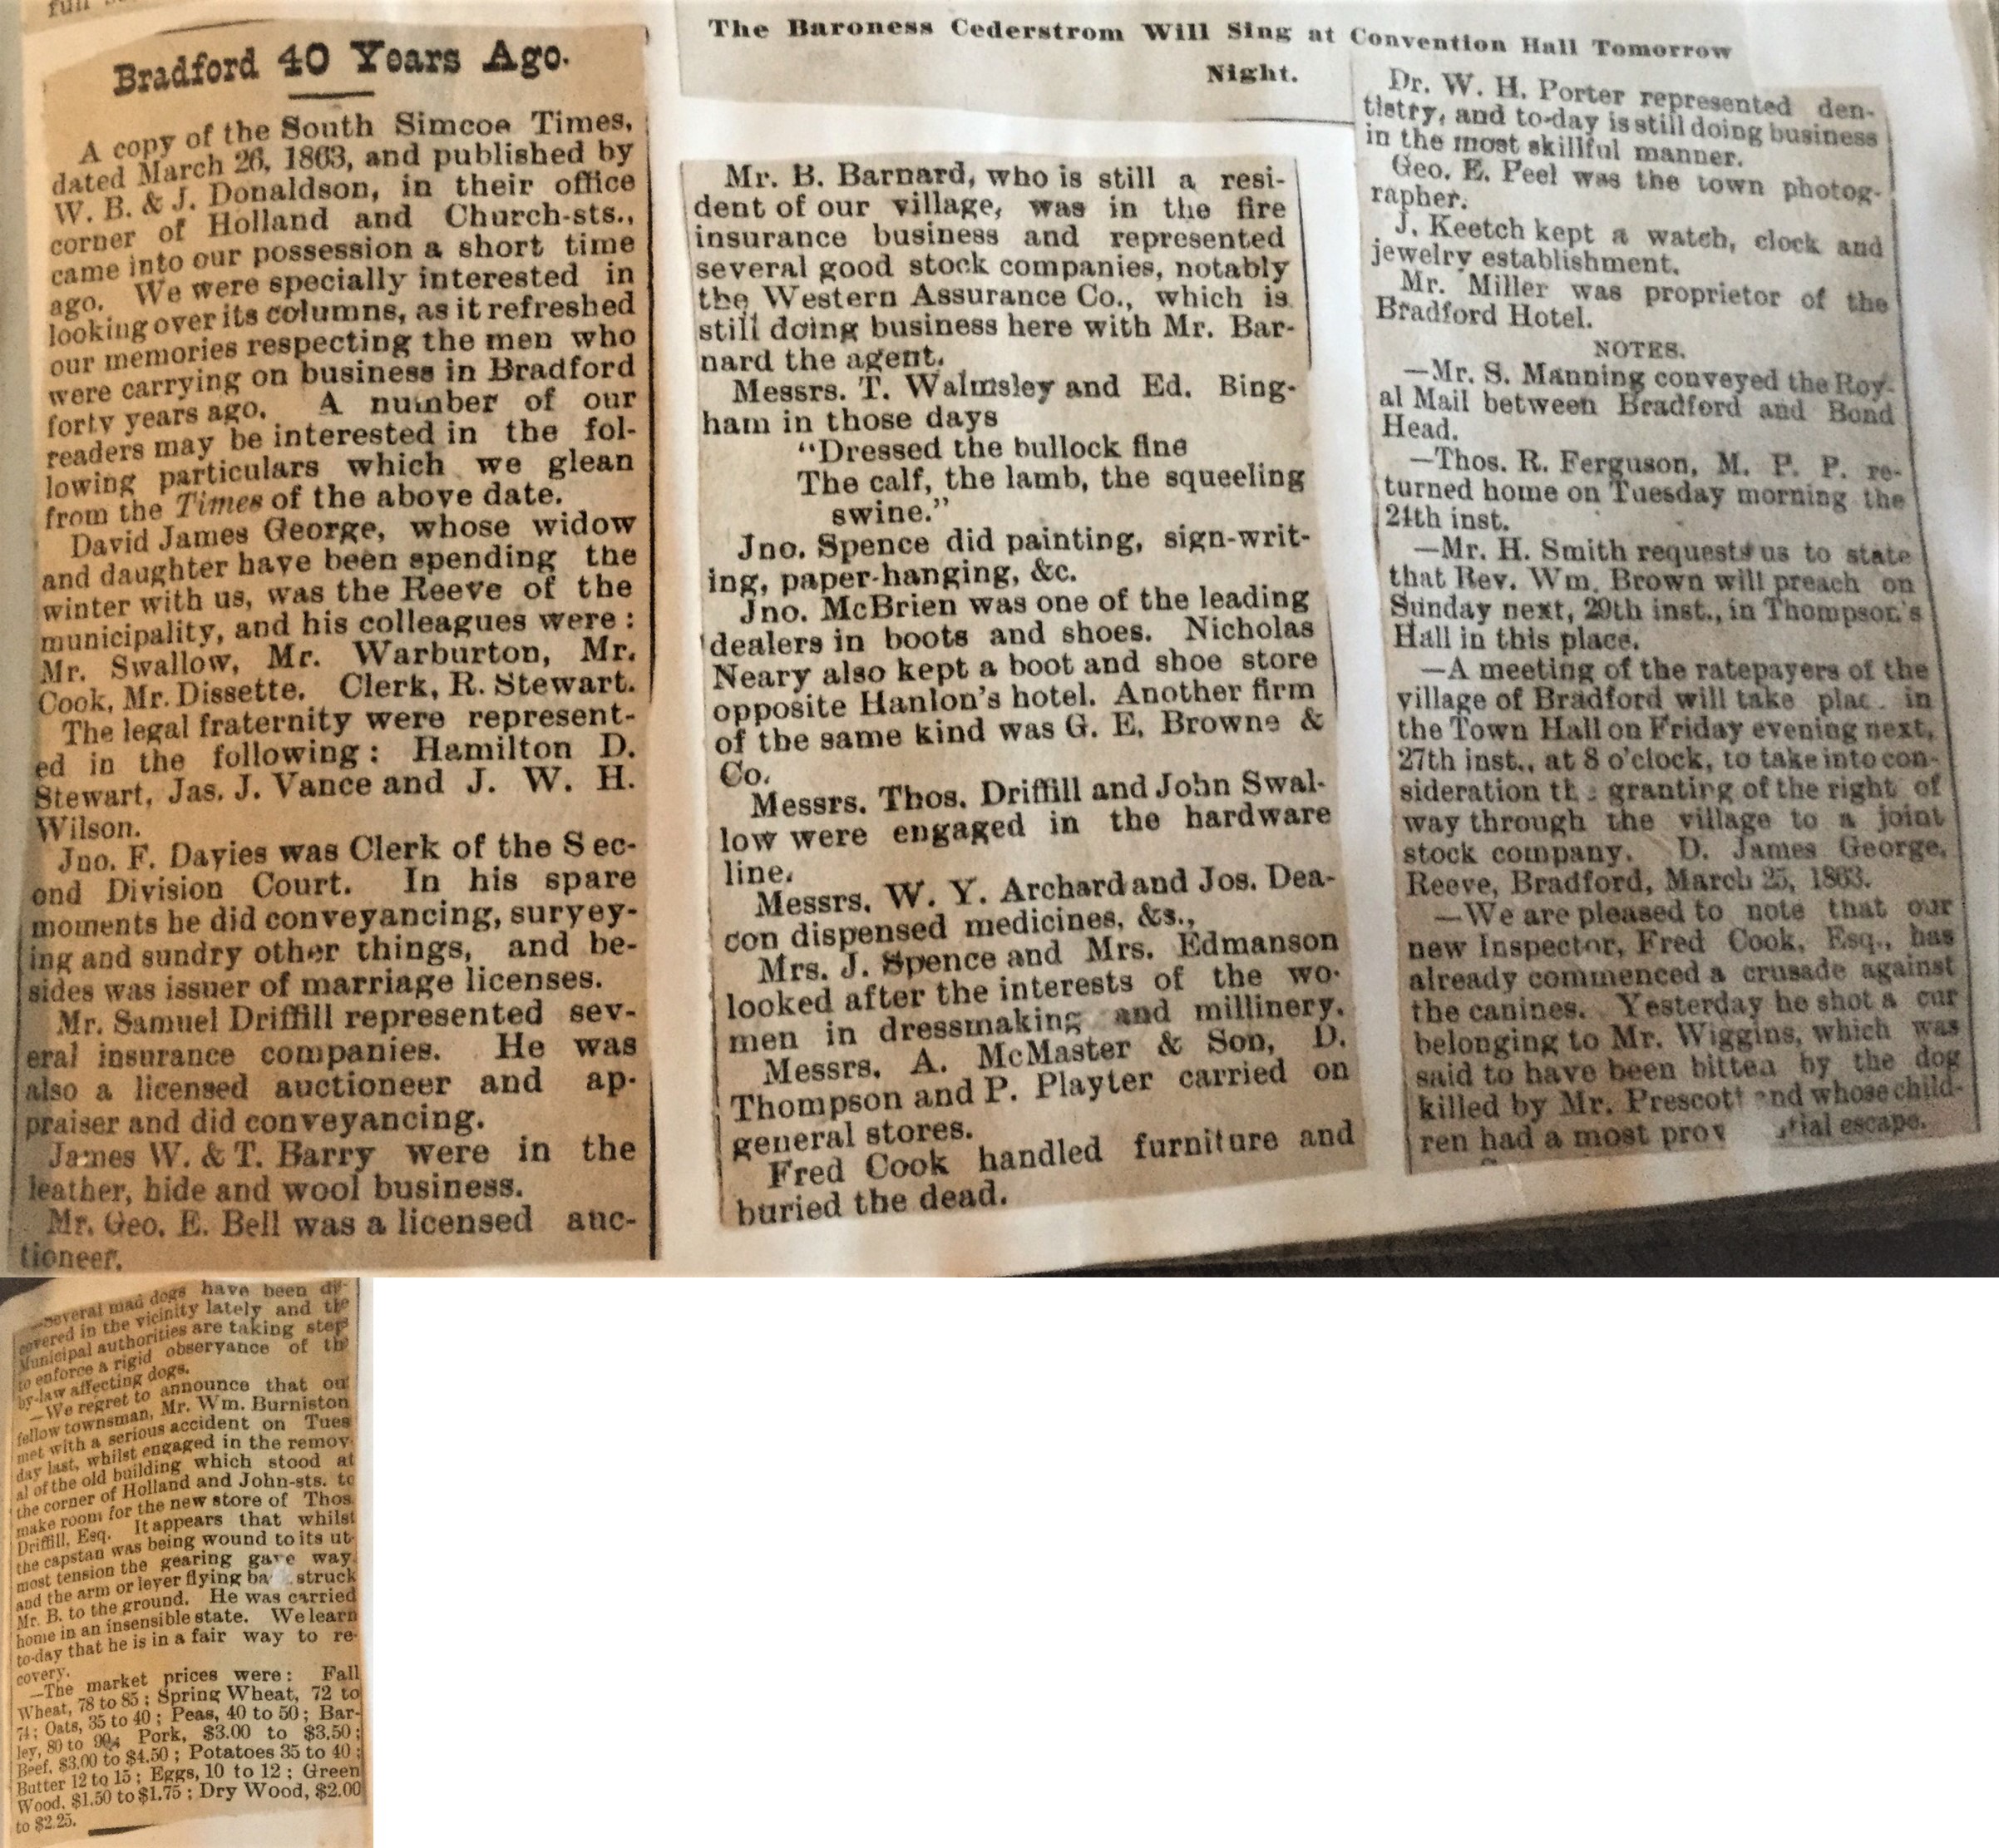 Bradford 40 Years Ago.
A copy of the South Simcoe Times,
dated March 26, 1863, and published by
W. B. & J. Donaldson, in their office
corner of Holland and Church-sts.,
came into our possession a short time
ago. We were specially interested in
looking over its columns, as it refreshed
our memories respecting the men who
were carrying on business in Bradford
forty years ago. A number of our
readers may be interested in the fol-
lowing particulars which we glean
from the Times of the above date.
David James George, whose widow
and daughter have been spending the
winter with us, was the Reeve of the
municipality, and his colleagues were :
Mr. Swallow, Mr. Warburton, Mr.
Cook, Mr. Dissette. Clerk, R. Stewart.
The legal fraternity were represent-
ed in the following : Hamilton D.
Stewart, Jas. J. Vance and J. W. H.
Wilson.
Jno. F. Davies was Clerk of the Sec-
ond Division Court. In his spare
moments he did conveyancing, survey-
ing and sundry other things, and be-
sides was issuer of marriage licenses.
Mr. Samuel Driffill represented sev-
eral insurance companies. He was
also a licensed auctioneer and ap-
praiser and did conveyancing.
James W. & T. Barry were in the
leather, hide and wool business.
Mr. Geo. E. Bell was a licensed auc-
tioneer.
The Baroness Cederstrom Will Sing at Convention Hall Tomorrow
Night.
Mr. B. Barnard, who is still a resi-
dent of our village, was in the fire
insurance business and represented
several good stock companies, notably
the Western Assurance Co., which is
still doing business here with Mr. Bar-
nard the agent.
Messrs. T. Walmsley and Ed. Bing-
ham in those days
"Dressed the bullock fine
The calf, the lamb, the squeeling
swine."
Jno. Spence did painting, sign-writ-
ing, paper-hanging, &c.
Jno. McBrien was one of the leading
dealers in boots and shoes. Nicholas
Neary also kept a boot and shoe store
opposite Hanlon's hotel. Another firm
of the same kind was G. E. Browne &
Co.
Messrs. Thos. Driffill and John Swal-
low were engaged in the hardware
line.
Messrs. W. Y. Archard and Jos. Dea-
con dispensed medicines, &s.,
Mrs. J. Spence and Mrs. Edmanson
looked after the interests of the wo-
men in dressmaking and millinery.
Messrs. A. McMaster & Son, D.
Thompson and P. Playter carried on
general stores.
Fred Cook handled furniture and
buried the dead.
Dr. W. H. Porter represented den-
tistry, and to-day is still doing business
in the most skillful manner.
Geo. E. Peel was the town photog-
rapher.
J. Keetch kept a watch, clock and
jewelry establishment.
Mr. Miller was proprietor of the
Bradford Hotel.
NOTES.
—Mr. S. Manning conveyed the Roy-
al Mail between Bradford and Bond
Head.
—Thos. R. Ferguson, M. P. P. re-
turned home on Tuesday morning the
24th inst.
—Mr. H. Smith requests us to state
that Rev. Wm. Brown will preach on
Sunday next, 29th inst., in Thompson's
Hall in this place.
—A meeting of the ratepayers of the
village of Bradford will take plac in
the Town Hall on Friday evening next,
27th inst., at 8 o'clock, to take into con-
sideration the granting of the right of
way through the village to a joint
stock company. D. James George,
Reeve, Bradford, March 25, 1863.
—We are pleased to note that our
new Inspector, Fred Cook, Esq., has
already commenced a crusade against
the canines. Yesterday he shot a cur
belonging to Mr. Wiggins, which was
said to have been bitten by the dog
killed by Mr. Prescott and whose child-
ren had a most escape.
—Several mad dogs have been dis-
covered in the vicinity lately and the
Municipal authorities are taking steps
to enforce a rigid observance of the
by-law affecting dogs.
—We regret to announce that our
fellow townsman, Mr. Wm. Burniston
met with a serious accident on Tues
day last, whilst engaged in the remov-
al of the old building which stood at
the corner of Holland and John-sts. to
make room for the new store of Thos.
Driffill, Esq. It appears that whilst
the capstan was being wound to its ut-
most tension the gearing gave way
and the arm or lever flying back struck
Mr. B. to the ground. He was carried
home in an insensible state. We learn
to-day that he is in a fair way to re-
covery.
—The market prices were : Fall
Wheat, 78 to 85 ; Spring Wheat, 72 to
74 ; Oats, 35 to 40 ; Peas, 40 to 50 ; Bar-
ley, 80 to 90 ; Pork, $3.00 to $3.50 ;
Beef, $3.00 to $4.50 ; Potatoes 35 to 40 ;
Butter 12 to 15 ; Eggs, 10 to 12 ; Green
Wood, $1.50 to $1.75 ; Dry Wood, $2.00
to $2.25.